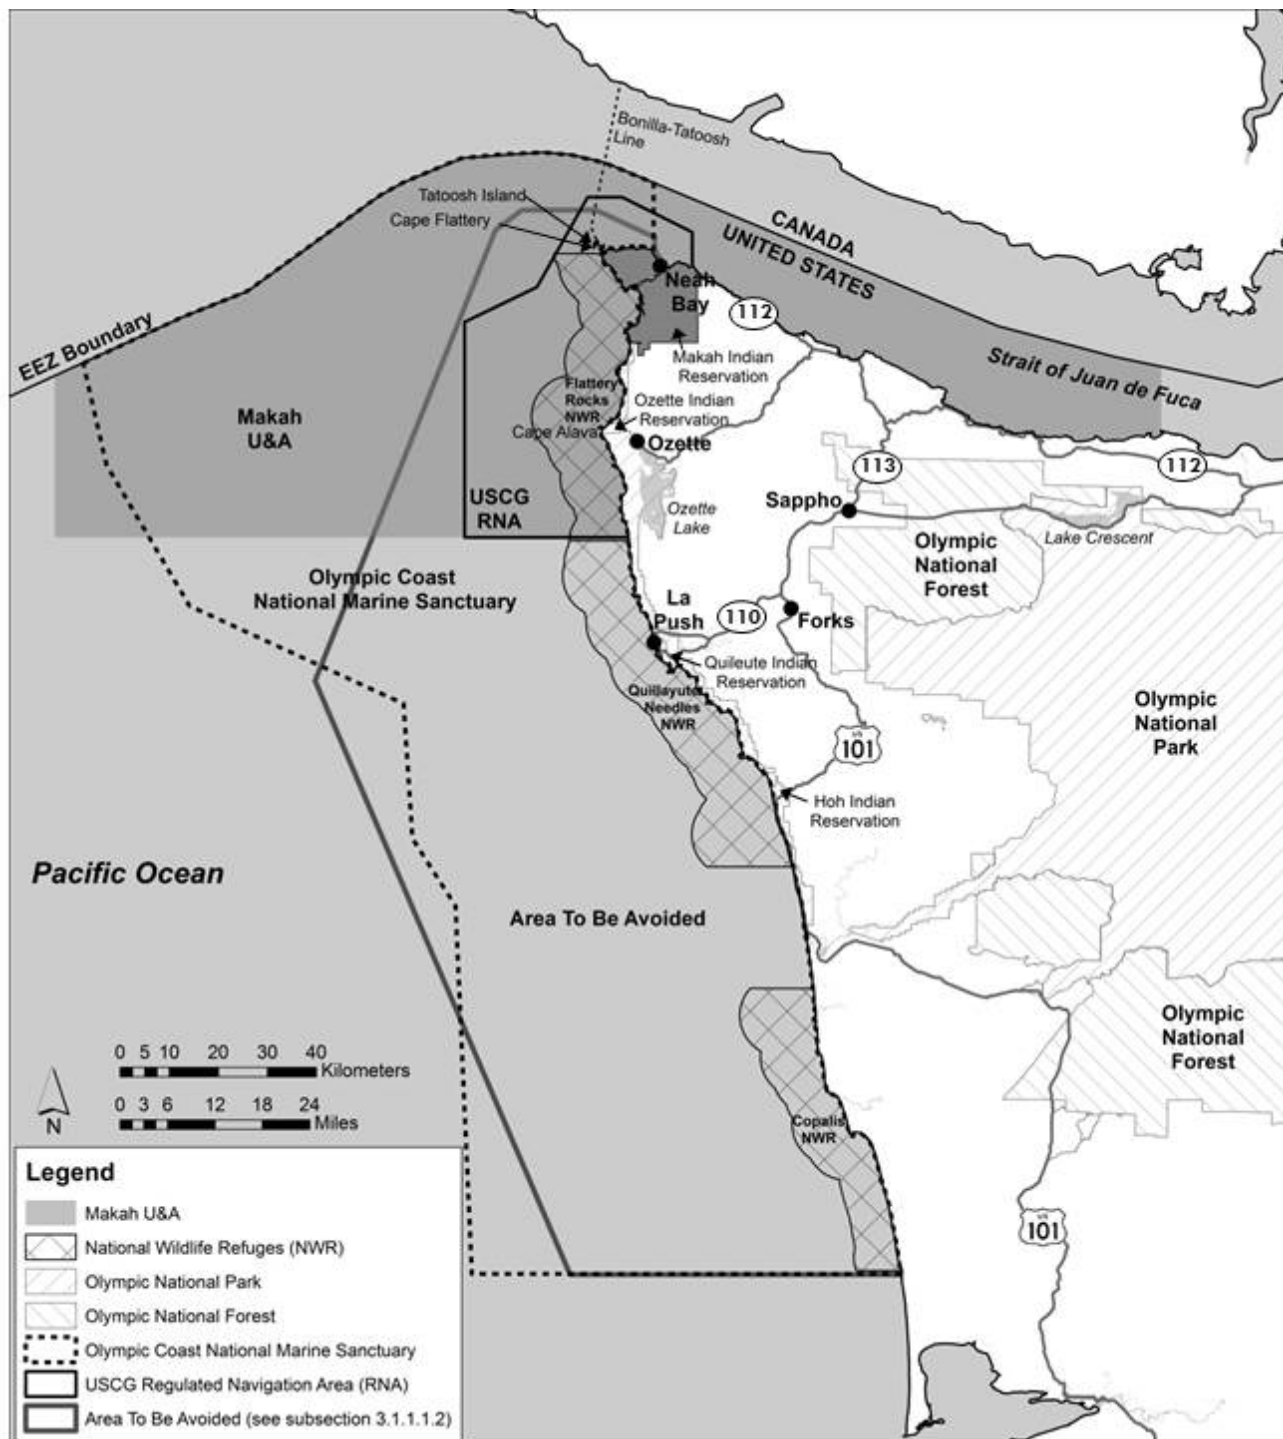 Bonilla-Tatoosh
Line
Tatoosh Island
Cape Flattery
CANADA
UNITED STATES
Neah
Bay
112
EEZ Boundary
Makah Indian
Reservation
Strait of Juan de Fuca
Flattery
Rocks
NWR
Ozette Indian
Reservation
Makah
U&A
Cape Alava
Ozette
113
112
USCG
RNA
Sappho
Ozette
Lake
Lake Crescent
Olympic
National
Forest
Olympic Coast
National Marine Sanctuary
La
Push
110
Forks
Quileute Indian
Reservation
Quillayute
Needles
NWR
Olympic
National
Park
US
101
Hoh Indian
Reservation
Pacific Ocean
Area To Be Avoided
Olympic
National
Forest
0 5 10 20 30 40
Kilometers
0 3 6 12 18 24
Miles
N
Copalis
NWR
US
101
Legend
Makah U&A
National Wildlife Refuges (NWR)
Olympic National Park
Olympic National Forest
Olympic Coast National Marine Sanctuary
USCG Regulated Navigation Area (RNA)
Area To Be Avoided (see subsection 3.1.1.1.2)